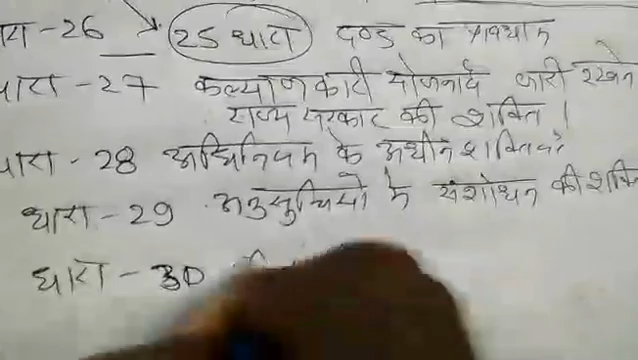 धारा - 26 25 धारा दण्ड का प्रावधान
धारा - 27 कल्याणकारी योजनायें जारी रखने
राज्य सरकार की शक्ति।
धारा - 28 अधिनियम के अधीन शक्तियां
धारा - 29 अनुसूचियों में संशोधन की शक्ति
धारा - 30